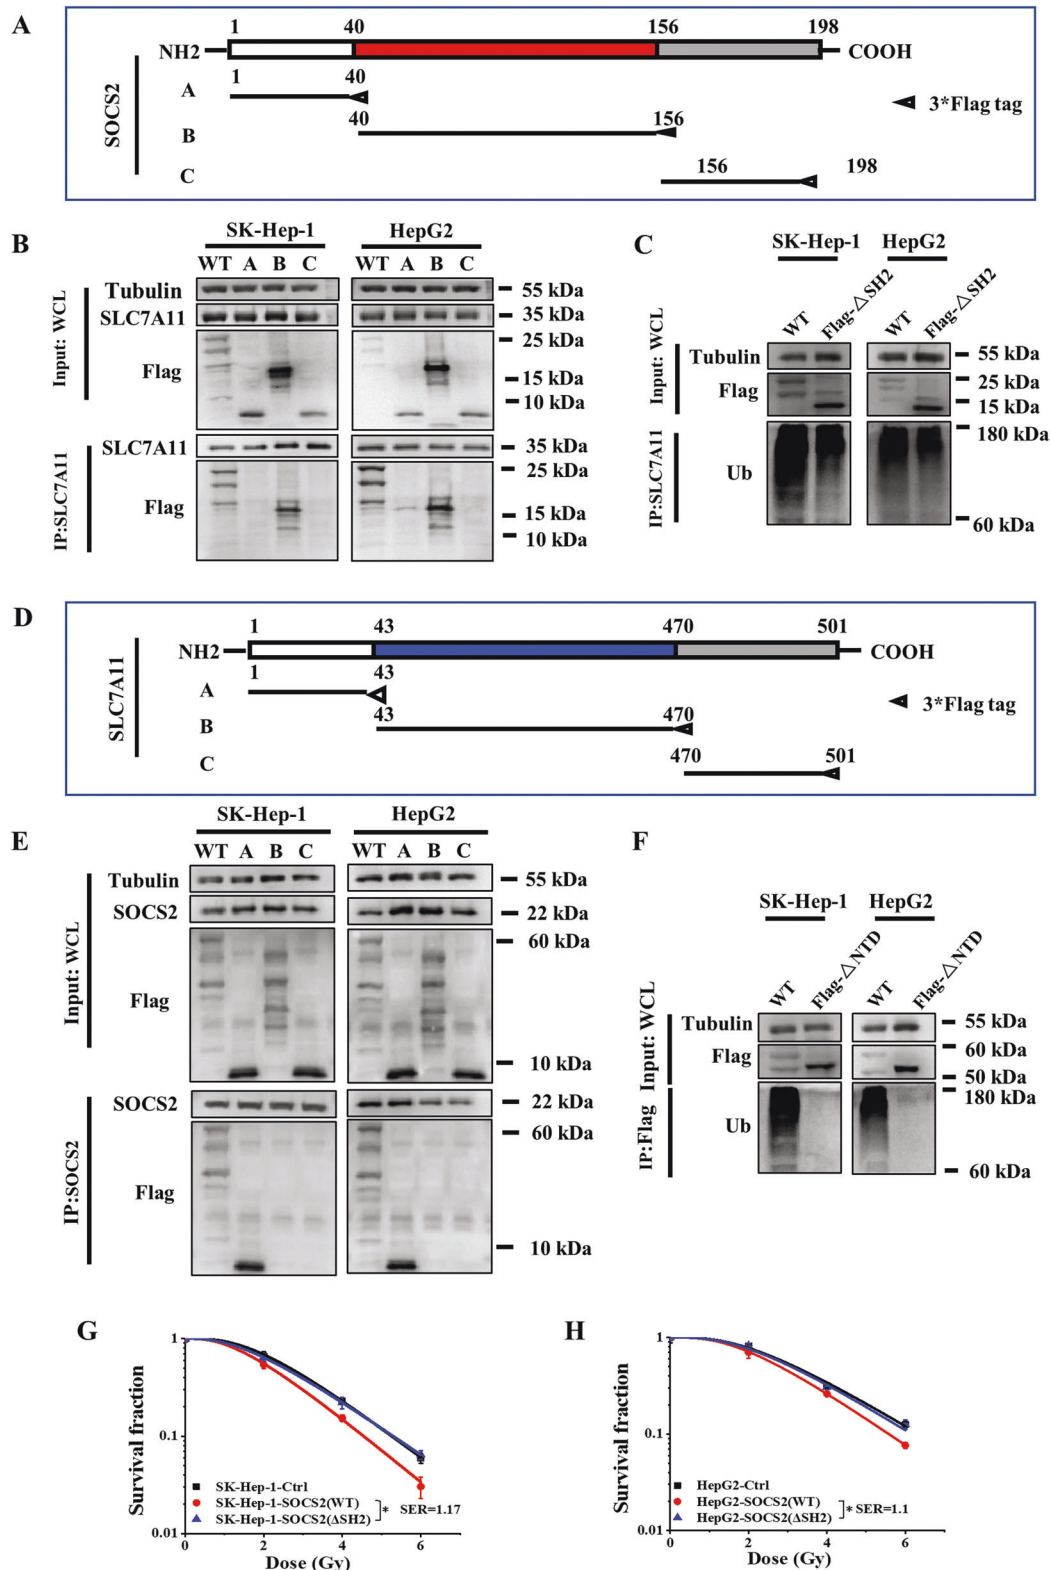 A
1 40 156 198
NH2 COOH
SOCS2
1 40
A
3*Flag tag
40 156
B
156 198
C
B
SK-Hep-1 HepG2
WT A B C WT A B C
Input: WCL
Tubulin 55 kDa
SLC7A11 35 kDa
25 kDa
Flag
15 kDa
10 kDa
IP:SLC7A11
SLC7A11 35 kDa
25 kDa
Flag
15 kDa
10 kDa
C
SK-Hep-1 HepG2
WT Flag-△SH2 WT Flag-△SH2
Input: WCL
Tubulin 55 kDa
Flag 25 kDa
15 kDa
IP:SLC7A11
180 kDa
Ub
60 kDa
D
1 43 470 501
NH2 COOH
SLC7A11
1 43
A
3*Flag tag
43 470
B
470 501
C
E
SK-Hep-1 HepG2
WT A B C WT A B C
Input: WCL
Tubulin 55 kDa
SOCS2 22 kDa
60 kDa
Flag
10 kDa
IP:SOCS2
SOCS2 22 kDa
60 kDa
Flag
10 kDa
F
SK-Hep-1 HepG2
WT Flag-△NTD WT Flag-△NTD
Input: WCL
Tubulin 55 kDa
Flag 60 kDa
50 kDa
IP:Flag
180 kDa
Ub
60 kDa
G
Survival fraction
1
0.1
0.01
SK-Hep-1-Ctrl
SK-Hep-1-SOCS2(WT)
SK-Hep-1-SOCS2(ΔSH2)
* SER=1.17
0 2 4 6
Dose (Gy)
H
Survival fraction
1
0.1
0.01
HepG2-Ctrl
HepG2-SOCS2(WT)
HepG2-SOCS2(ΔSH2)
* SER=1.1
0 2 4 6
Dose (Gy)